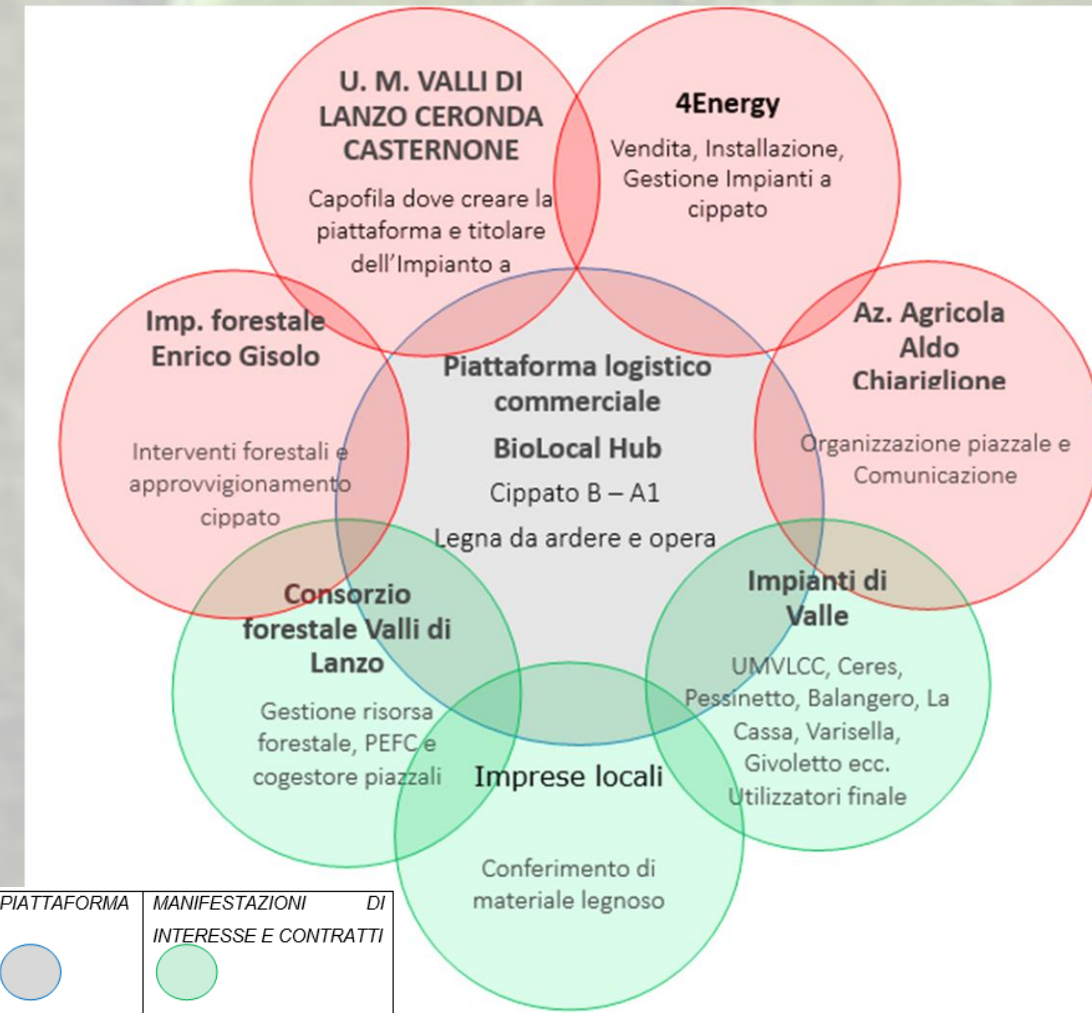 U. M. VALLI DI
LANZO CERONDA
CASTERNONE
Capofila dove creare la
piattaforma e titolare
dell'Impianto a
4Energy
Vendita, Installazione,
Gestione Impianti a
cippato
Imp. forestale
Enrico Gisolo
Interventi forestali e
approvvigionamento
cippato
Piattaforma logistico
commerciale
BioLocal Hub
Cippato B – A1
Legna da ardere e opera
Az. Agricola
Aldo
Chiariglione
Organizzazione piazzale e
Comunicazione
Consorzio
forestale Valli di
Lanzo
Gestione risorsa
forestale, PEFC e
cogestore piazzali
Imprese locali
Conferimento di
materiale legnoso
Impianti di
Valle
UMVLCC, Ceres,
Pessinetto, Balangero, La
Cassa, Varisella,
Givoletto ecc.
Utilizzatori finale
PIATTAFORMA
MANIFESTAZIONI DI
INTERESSE E CONTRATTI